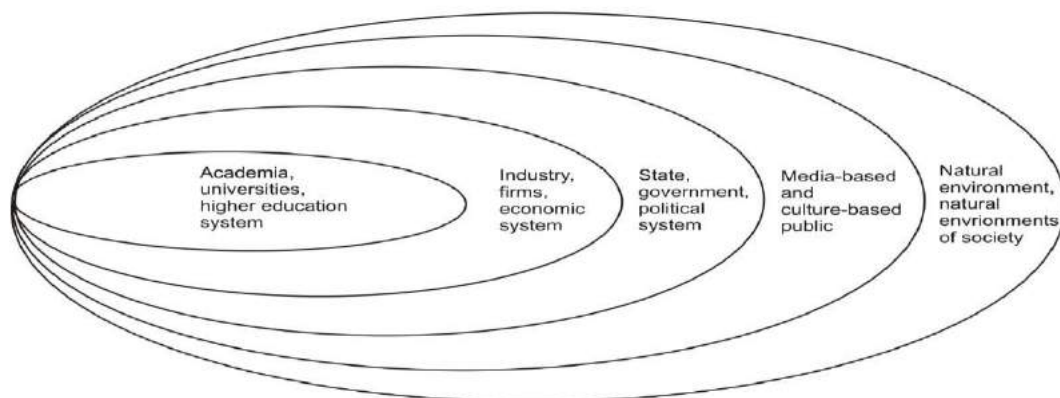 Academia,
universities,
higher education
system
Industry,
firms,
economic
system
State,
government,
political
system
Media-based
and
culture-based
public
Natural
environment,
natural
envrionments
of society